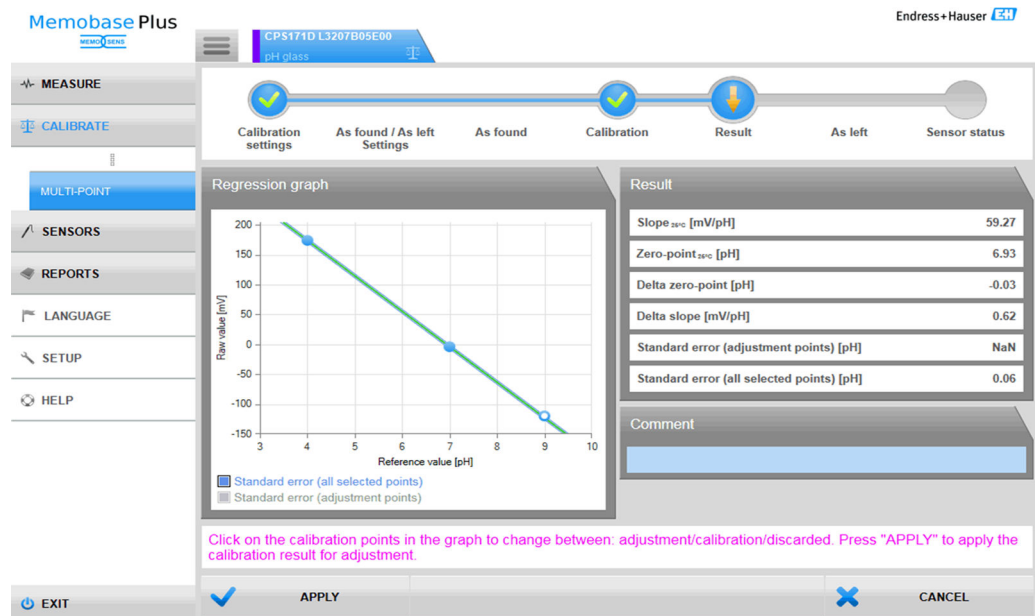 Memobase Plus
MEMO SENS
Endress+Hauser EH
CPS171D L3207B05E00
pH glass
MEASURE
CALIBRATE
MULTI-POINT
SENSORS
REPORTS
LANGUAGE
SETUP
HELP
EXIT
Calibration
settings
As found / As left
Settings
As found
Calibration
Result
As left
Sensor status
Regression graph
200
150
100
50
0
-50
-100
-150
Raw value [mV]
3 4 5 6 7 8 9 10
Reference value [pH]
Standard error (all selected points)
Standard error (adjustment points)
Result
Slope 25°C [mV/pH] 59.27
Zero-point 25°C [pH] 6.93
Delta zero-point [pH] -0.03
Delta slope [mV/pH] 0.62
Standard error (adjustment points) [pH] NaN
Standard error (all selected points) [pH] 0.06
Comment
Click on the calibration points in the graph to change between: adjustment/calibration/discarded. Press "APPLY" to apply the
calibration result for adjustment.
APPLY
CANCEL